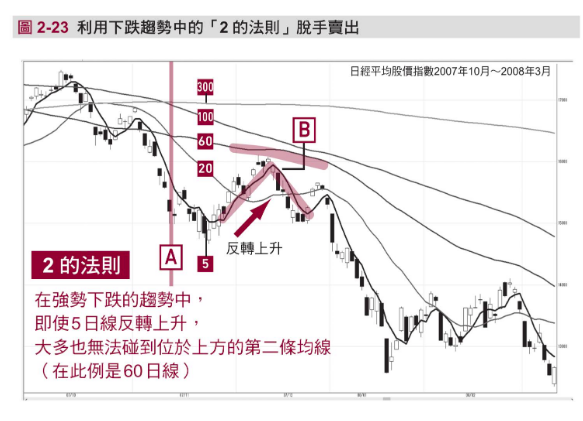 圖 2-23 利用下跌趨勢中的「2 的法則」脫手賣出
日經平均股價指數2007年10月～2008年3月
300
100
60
20
B
反轉上升
A
5
2 的法則
在強勢下跌的趨勢中，
即使5日線反轉上升，
大多也無法碰到位於上方的第二條均線
（在此例是60日線）